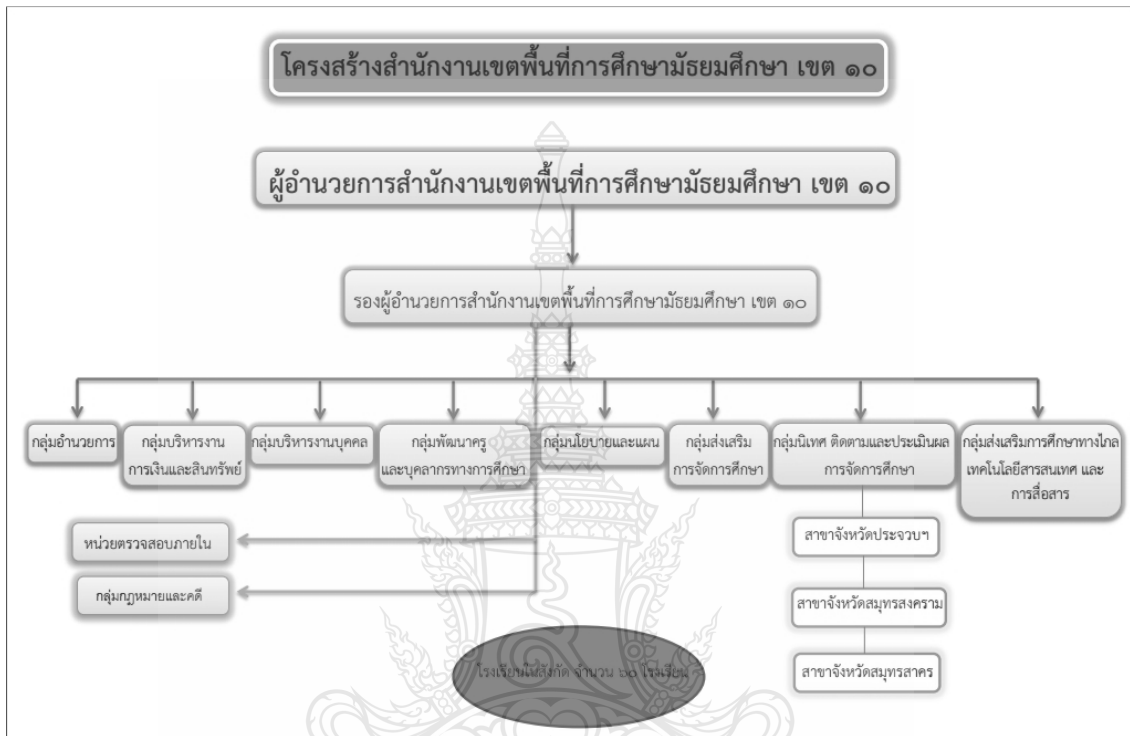 โครงสร้างสำนักงานเขตพื้นที่การศึกษามัธยมศึกษา เขต ๑๐
ผู้อำนวยการสำนักงานเขตพื้นที่การศึกษามัธยมศึกษา เขต ๑๐
รองผู้อำนวยการสำนักงานเขตพื้นที่การศึกษามัธยมศึกษา เขต ๑๐
กลุ่มอำนวยการ
กลุ่มบริหารงาน
การเงินและสินทรัพย์
กลุ่มบริหารงานบุคคล
กลุ่มพัฒนาครู
และบุคลากรทางการศึกษา
กลุ่มนโยบายและแผน
กลุ่มส่งเสริม
การจัดการศึกษา
กลุ่มนิเทศ ติดตามและประเมินผล
การจัดการศึกษา
กลุ่มส่งเสริมการศึกษาทางไกล
เทคโนโลยีสารสนเทศ และ
การสื่อสาร
หน่วยตรวจสอบภายใน
กลุ่มกฎหมายและคดี
สาขาจังหวัดประจวบฯ
สาขาจังหวัดสมุทรสงคราม
สาขาจังหวัดสมุทรสาคร
โรงเรียนในสังกัด จำนวน ๖๐ โรงเรียน